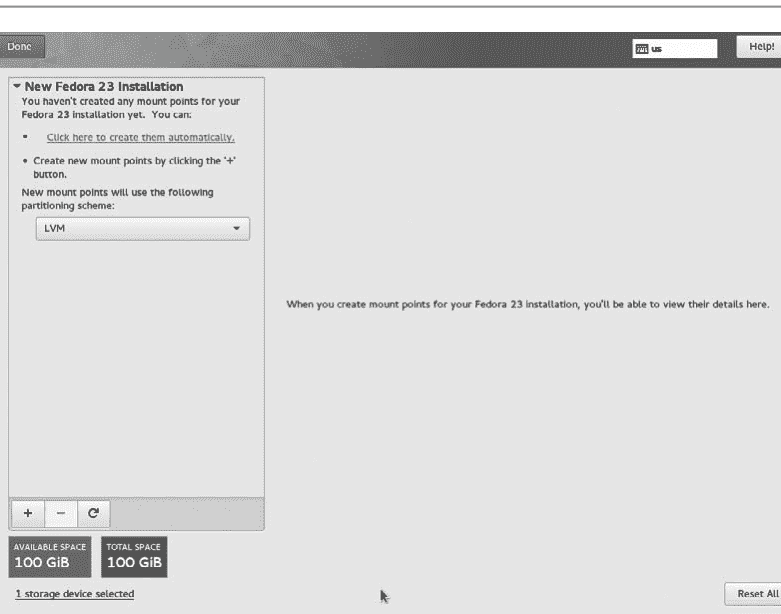 Done
us
Help!
New Fedora 23 Installation
You haven't created any mount points for your
Fedora 23 installation yet. You can:
Click here to create them automatically.
Create new mount points by clicking the '+'
button.
New mount points will use the following
partitioning scheme:
LVM
When you create mount points for your Fedora 23 installation, you'll be able to view their details here.
+ −
AVAILABLE SPACE
100 GiB
TOTAL SPACE
100 GiB
1 storage device selected
Reset All